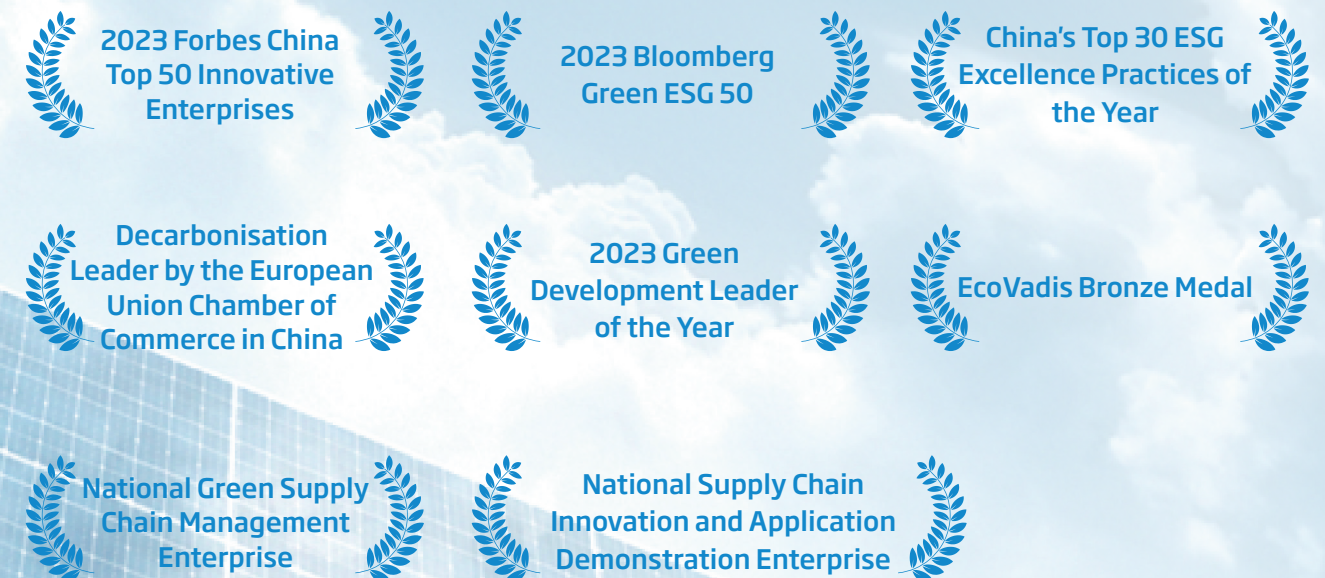 2023 Forbes China
Top 50 Innovative
Enterprises
2023 Bloomberg
Green ESG 50
China's Top 30 ESG
Excellence Practices of
the Year
Decarbonisation
Leader by the European
Union Chamber of
Commerce in China
2023 Green
Development Leader
of the Year
EcoVadis Bronze Medal
National Green Supply
Chain Management
Enterprise
National Supply Chain
Innovation and Application
Demonstration Enterprise